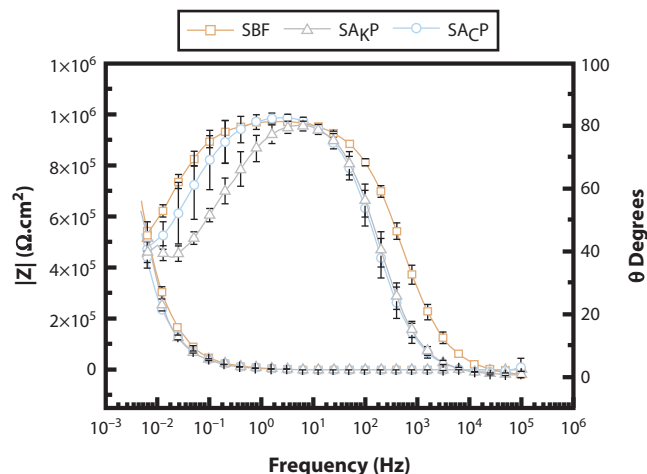 SBF SAKP SACP
1×10⁶
1×10⁶
8×10⁵
6×10⁵
4×10⁵
2×10⁵
0
|Z| (Ω.cm²)
100
80
60
40
20
0
θ Degrees
10⁻³ 10⁻² 10⁻¹ 10⁰ 10¹ 10² 10³ 10⁴ 10⁵ 10⁶
Frequency (Hz)